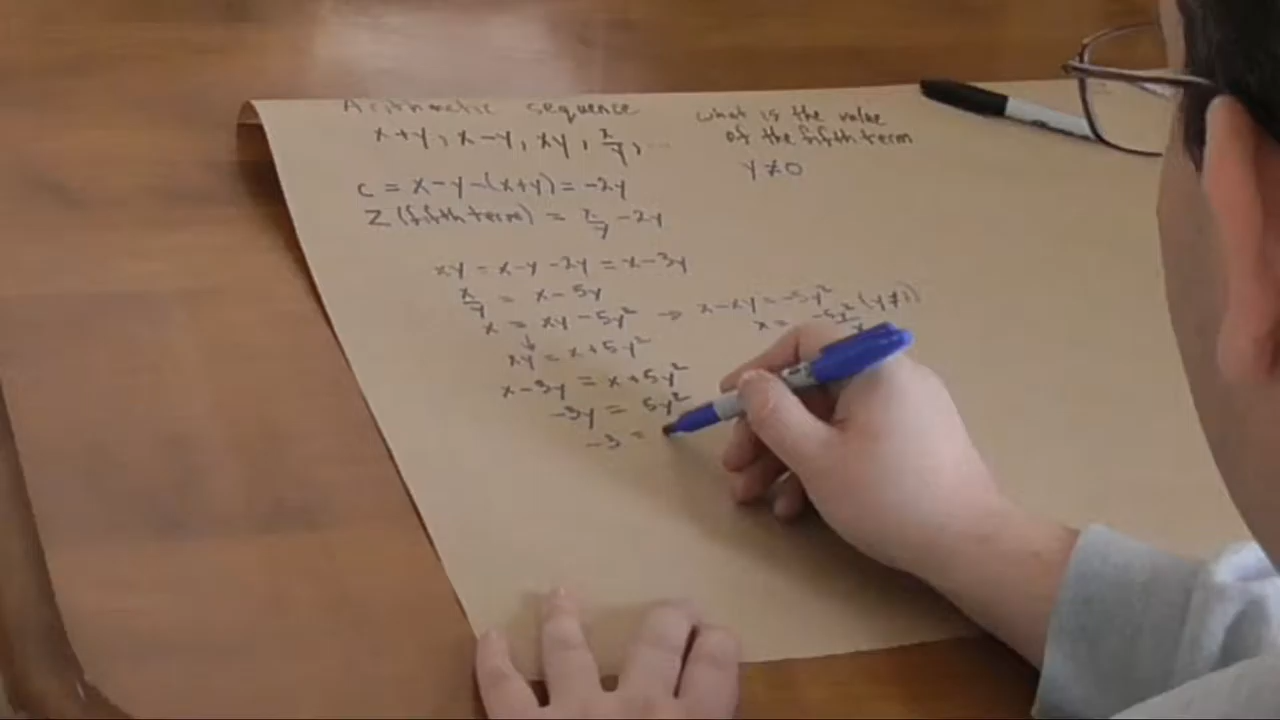 Arithmetic sequence
x+y, x-y, xy, x/y, ...
what is the value
of the fifth term
y≠0
c = x-y-(x+y) = -2y
Z (fifth term) = x/y -2y
xy = x-y-2y = x-3y
x/y = x-5y
x = xy-5y² → x-xy = -5y²
x = (y≠1)
xy = x+5y²
x-3y = x+5y²
-3y = 5y²
-3 =